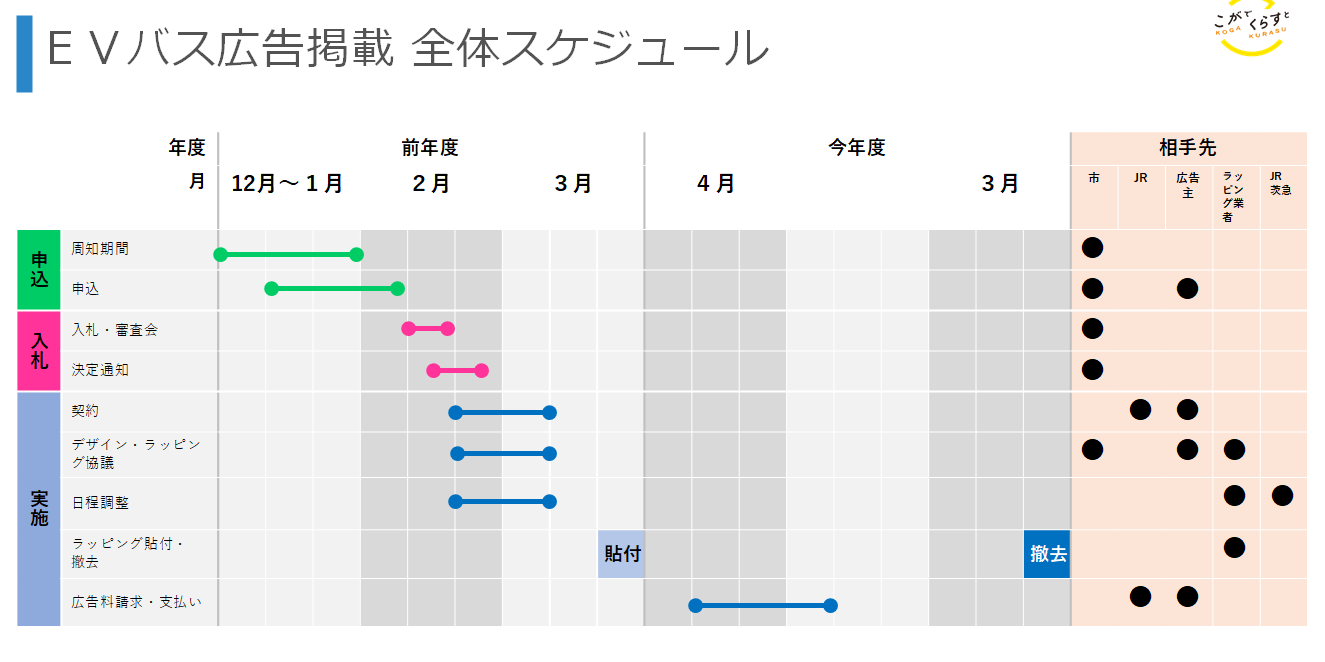 ＥＶバス広告掲載 全体スケジュール
こがで くらすと
KOGA KURASU
年度 前年度 今年度 相手先
月 12月～１月 ２月 ３月 ４月 ３月
市
JR
広告
主
ラッ
ピン
グ業
者
JR
茨急
申込
周知期間
申込
入札
入札・審査会
決定通知
実施
契約
デザイン・ラッピン
グ協議
日程調整
ラッピング貼付・
撤去
貼付
撤去
広告料請求・支払い